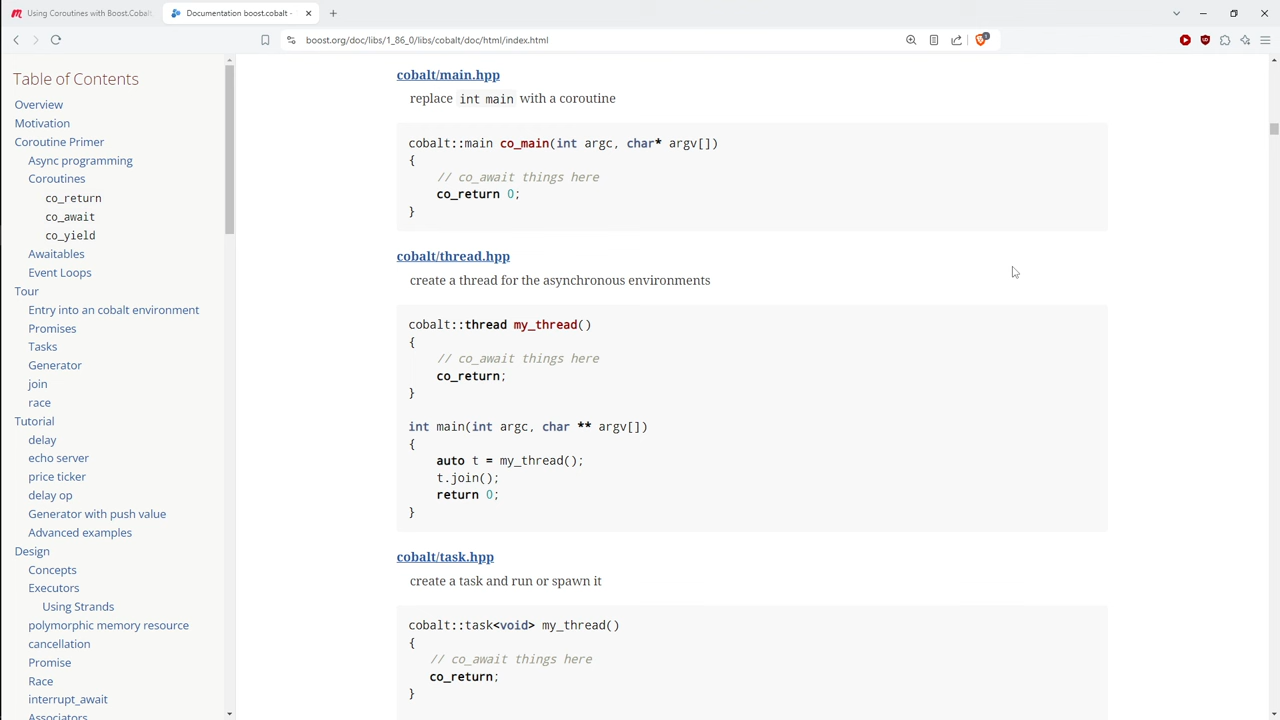 Using Coroutines with Boost.Cobalt
Documentation boost.cobalt -
boost.org/doc/libs/1_86_0/libs/cobalt/doc/html/index.html
Table of Contents
Overview
Motivation
Coroutine Primer
Async programming
Coroutines
co_return
co_await
co_yield
Awaitables
Event Loops
Tour
Entry into an cobalt environment
Promises
Tasks
Generator
join
race
Tutorial
delay
echo server
price ticker
delay op
Generator with push value
Advanced examples
Design
Concepts
Executors
Using Strands
polymorphic memory resource
cancellation
Promise
Race
interrupt_await
Associators
cobalt/main.hpp
replace int main with a coroutine
cobalt::main co_main(int argc, char* argv[])
{
// co_await things here
co_return 0;
}
cobalt/thread.hpp
create a thread for the asynchronous environments
cobalt::thread my_thread()
{
// co_await things here
co_return;
}
int main(int argc, char ** argv[])
{
auto t = my_thread();
t.join();
return 0;
}
cobalt/task.hpp
create a task and run or spawn it
cobalt::task<void> my_thread()
{
// co_await things here
co_return;
}